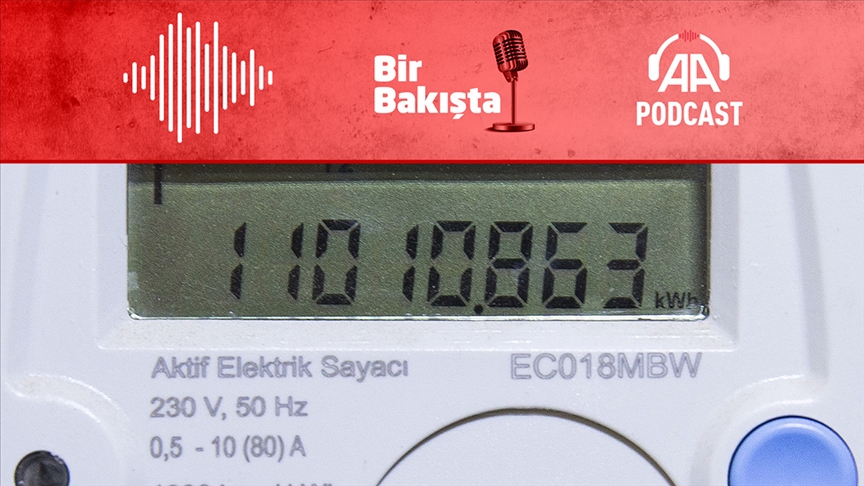 Bir
Bakışta
AA
PODCAST
11010.863
kWh
Aktif Elektrik Sayacı
EC018MBW
230 V, 50 Hz
0,5 - 10 (80) A